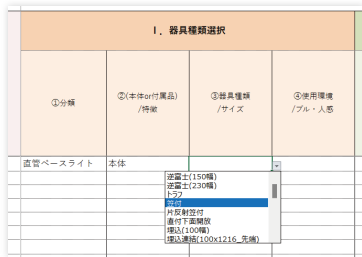 1. 器具種類選択
①分類
②(本体or付属品)
/特徴
③器具種類
/サイズ
④使用環境
/プル・人感
直管ベースライト
本体
逆富士(150幅)
逆富士(230幅)
トラフ
笠付
片反射笠付
直付下面開放
埋込(100幅)
埋込連結(100x1216_先端)